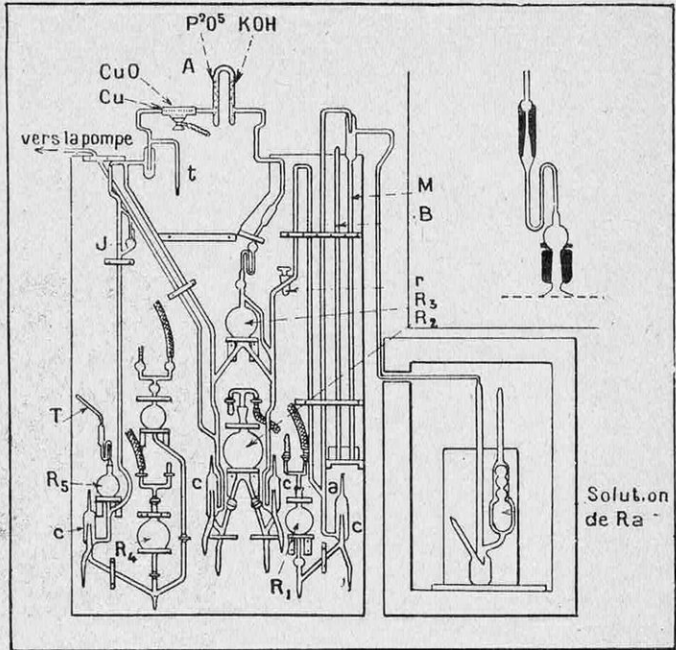 P²O⁵ KOH
A
CuO
Cu
vers la pompe
t
M
B
J
r
R₃
R₂
T
R₅
c
R₄
c
c
a
c
R₁
Solution
de Ra